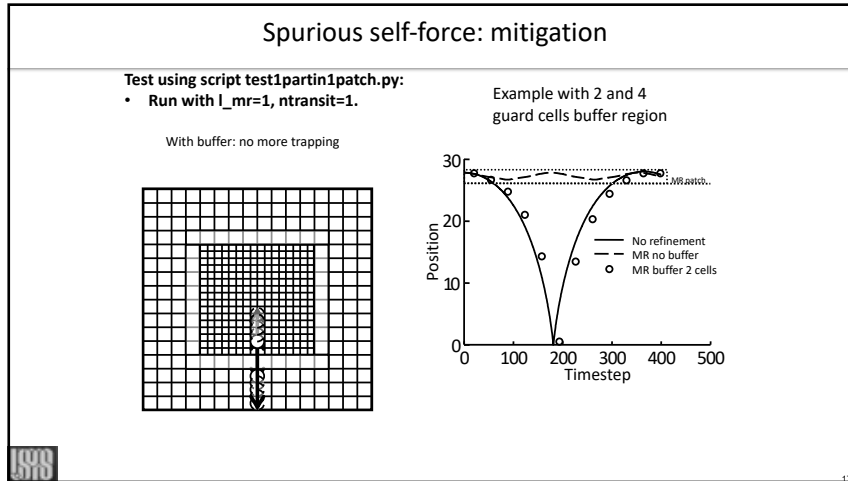 Spurious self-force: mitigation
Test using script test1partin1patch.py:
• Run with l_mr=1, ntransit=1.
With buffer: no more trapping
Example with 2 and 4
guard cells buffer region
30
20
10
0
Position
MR patch
No refinement
MR no buffer
MR buffer 2 cells
0 100 200 300 400 500
Timestep